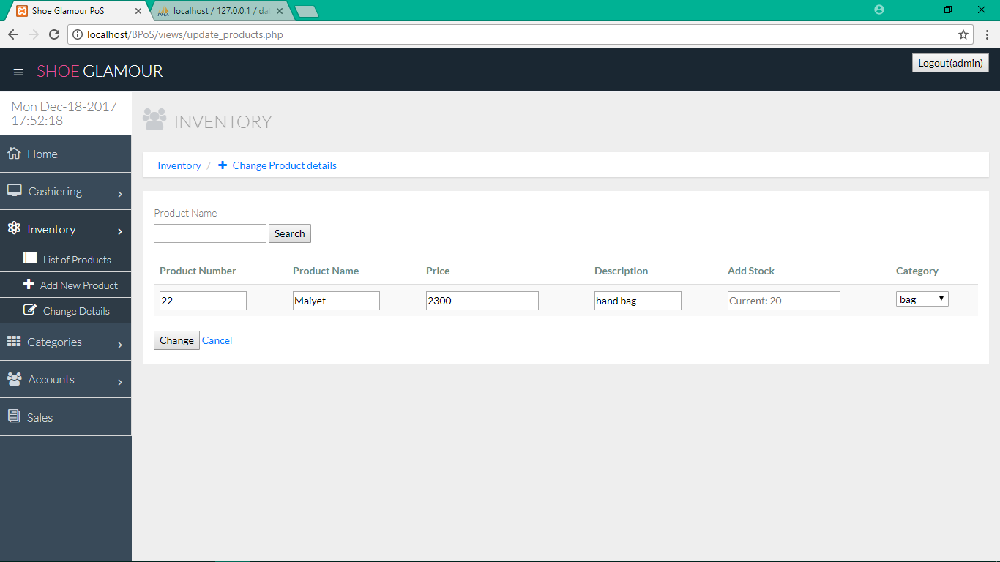 Shoe Glamour PoS
localhost / 127.0.0.1 /
localhost/BPoS/views/update_products.php
SHOE GLAMOUR
Logout(admin)
Mon Dec-18-2017
17:52:18
INVENTORY
Home
Inventory / Change Product details
Cashiering
Product Name
Inventory
Search
List of Products
Product Number Product Name Price Description Add Stock Category
Add New Product
22 Maiyet 2300 hand bag Current: 20 bag
Change Details
Change Cancel
Categories
Accounts
Sales